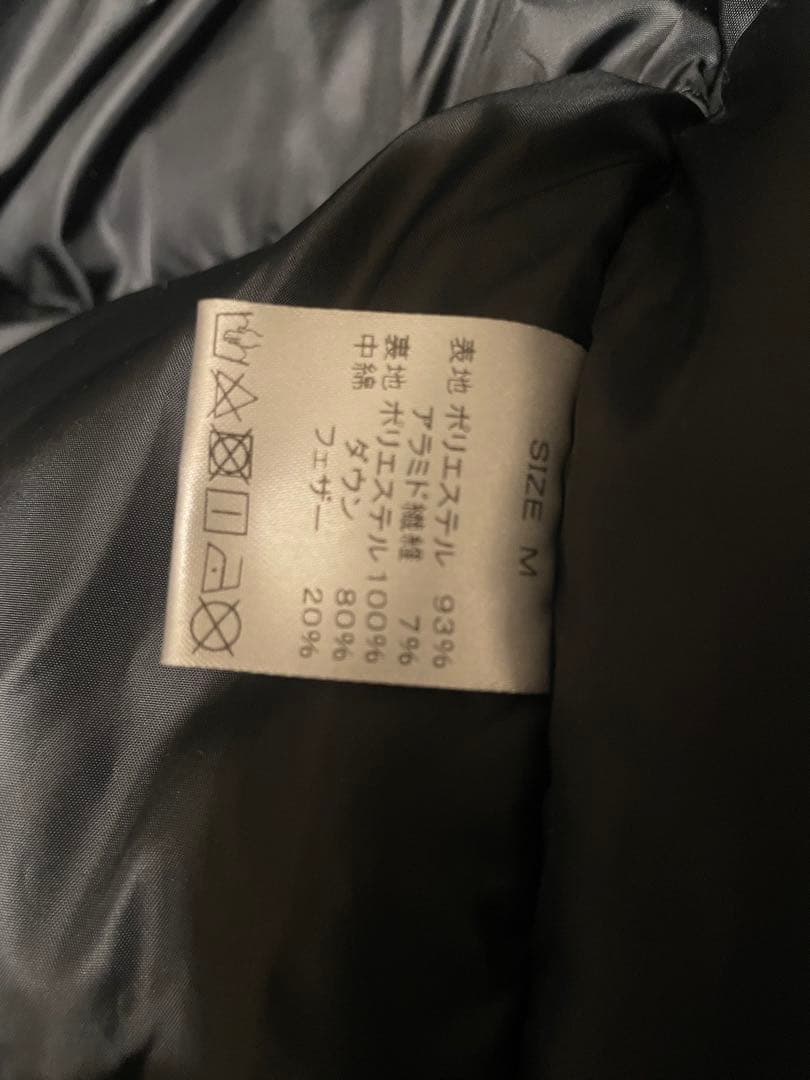 SIZE M
表地 ポリエステル 93%
アラミド繊維 7%
裏地 ポリエステル 100%
中綿 ダウン 80%
フェザー 20%